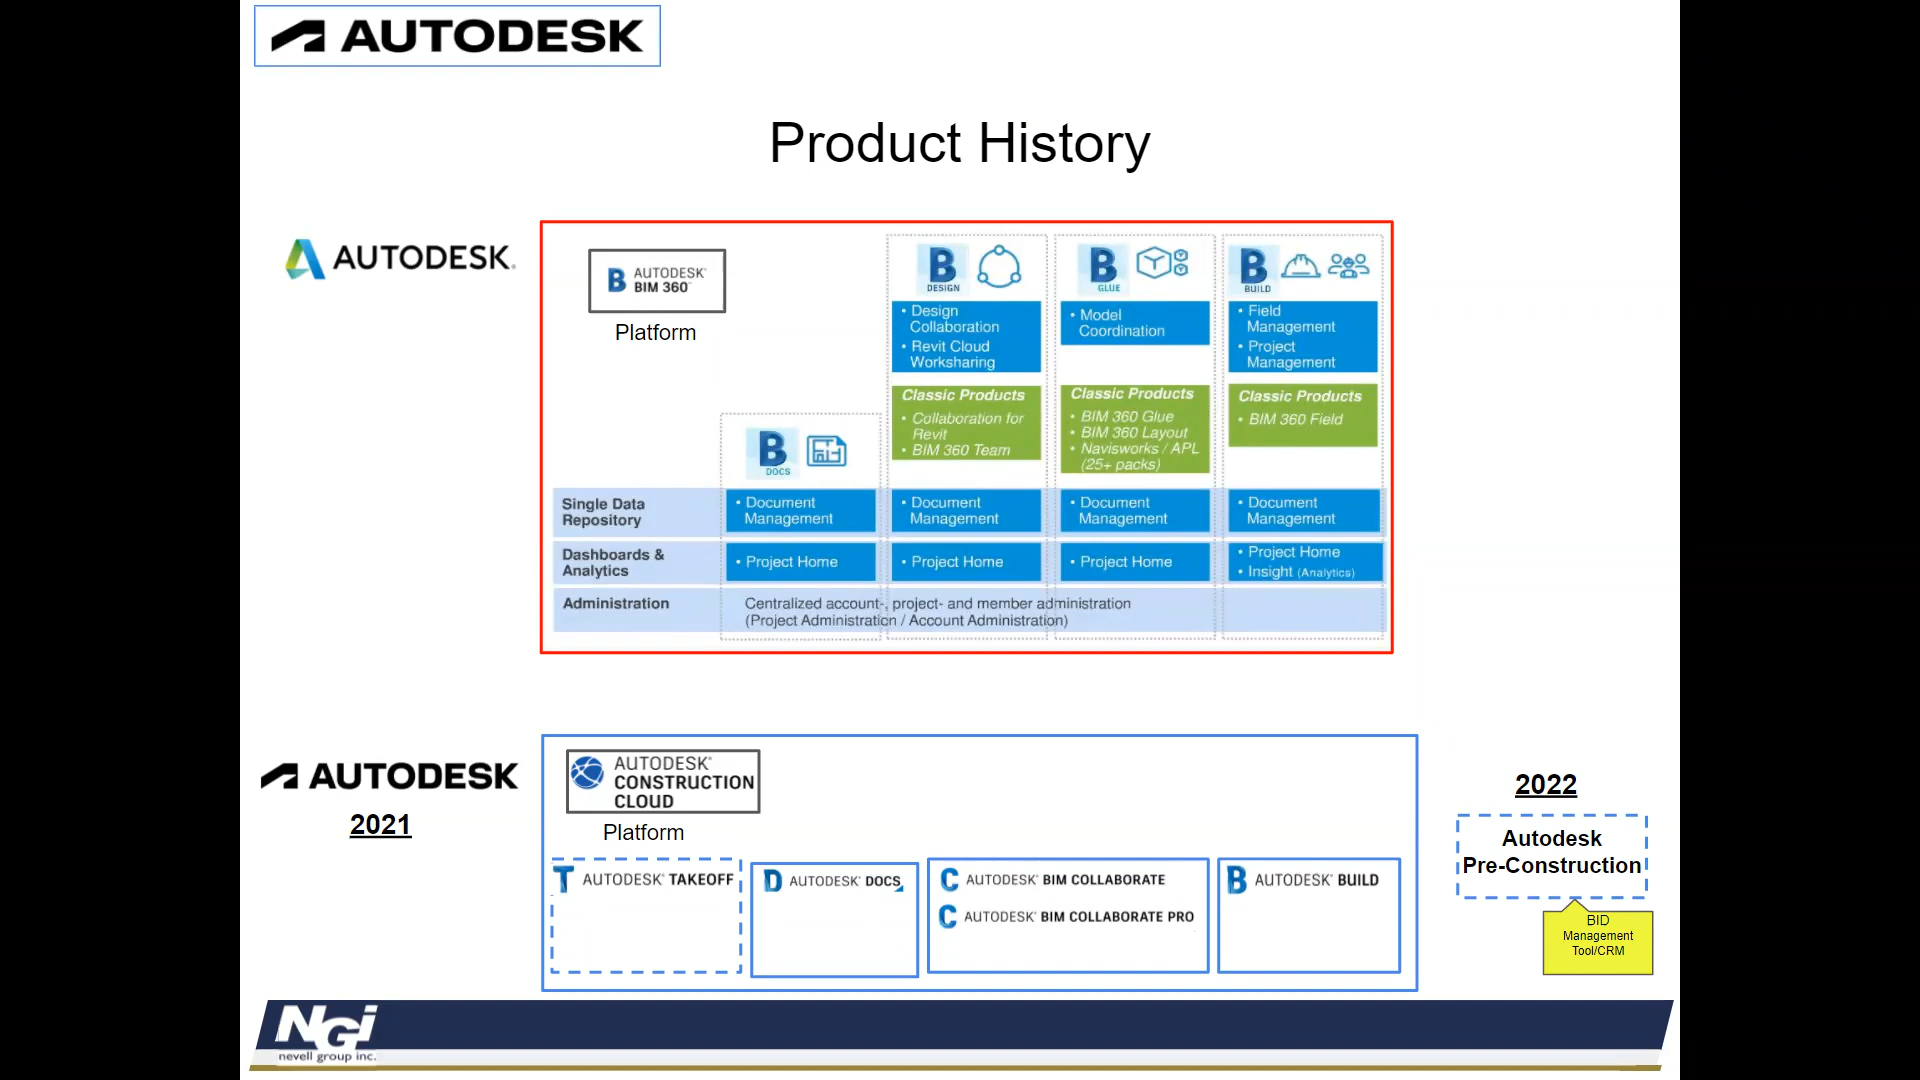 AUTODESK
Product History
AUTODESK.
B AUTODESK®
BIM 360™
Platform
B
DESIGN
• Design
Collaboration
• Revit Cloud
Worksharing
Classic Products
• Collaboration for
Revit
• BIM 360 Team
B
GLUE
• Model
Coordination
Classic Products
• BIM 360 Glue
• BIM 360 Layout
• Navisworks / APL
(25+ packs)
B
BUILD
• Field
Management
• Project
Management
Classic Products
• BIM 360 Field
B
DOCS
Single Data
Repository
• Document
Management
• Document
Management
• Document
Management
• Document
Management
Dashboards &
Analytics
• Project Home
• Project Home
• Project Home
• Project Home
• Insight (Analytics)
Administration
Centralized account-, project- and member administration
(Project Administration / Account Administration)
AUTODESK
2021
AUTODESK®
CONSTRUCTION
CLOUD
Platform
T AUTODESK® TAKEOFF
D AUTODESK® DOCS
C AUTODESK® BIM COLLABORATE
C AUTODESK® BIM COLLABORATE PRO
B AUTODESK® BUILD
2022
Autodesk
Pre-Construction
BID
Management
Tool/CRM
NGi
nevell group inc.